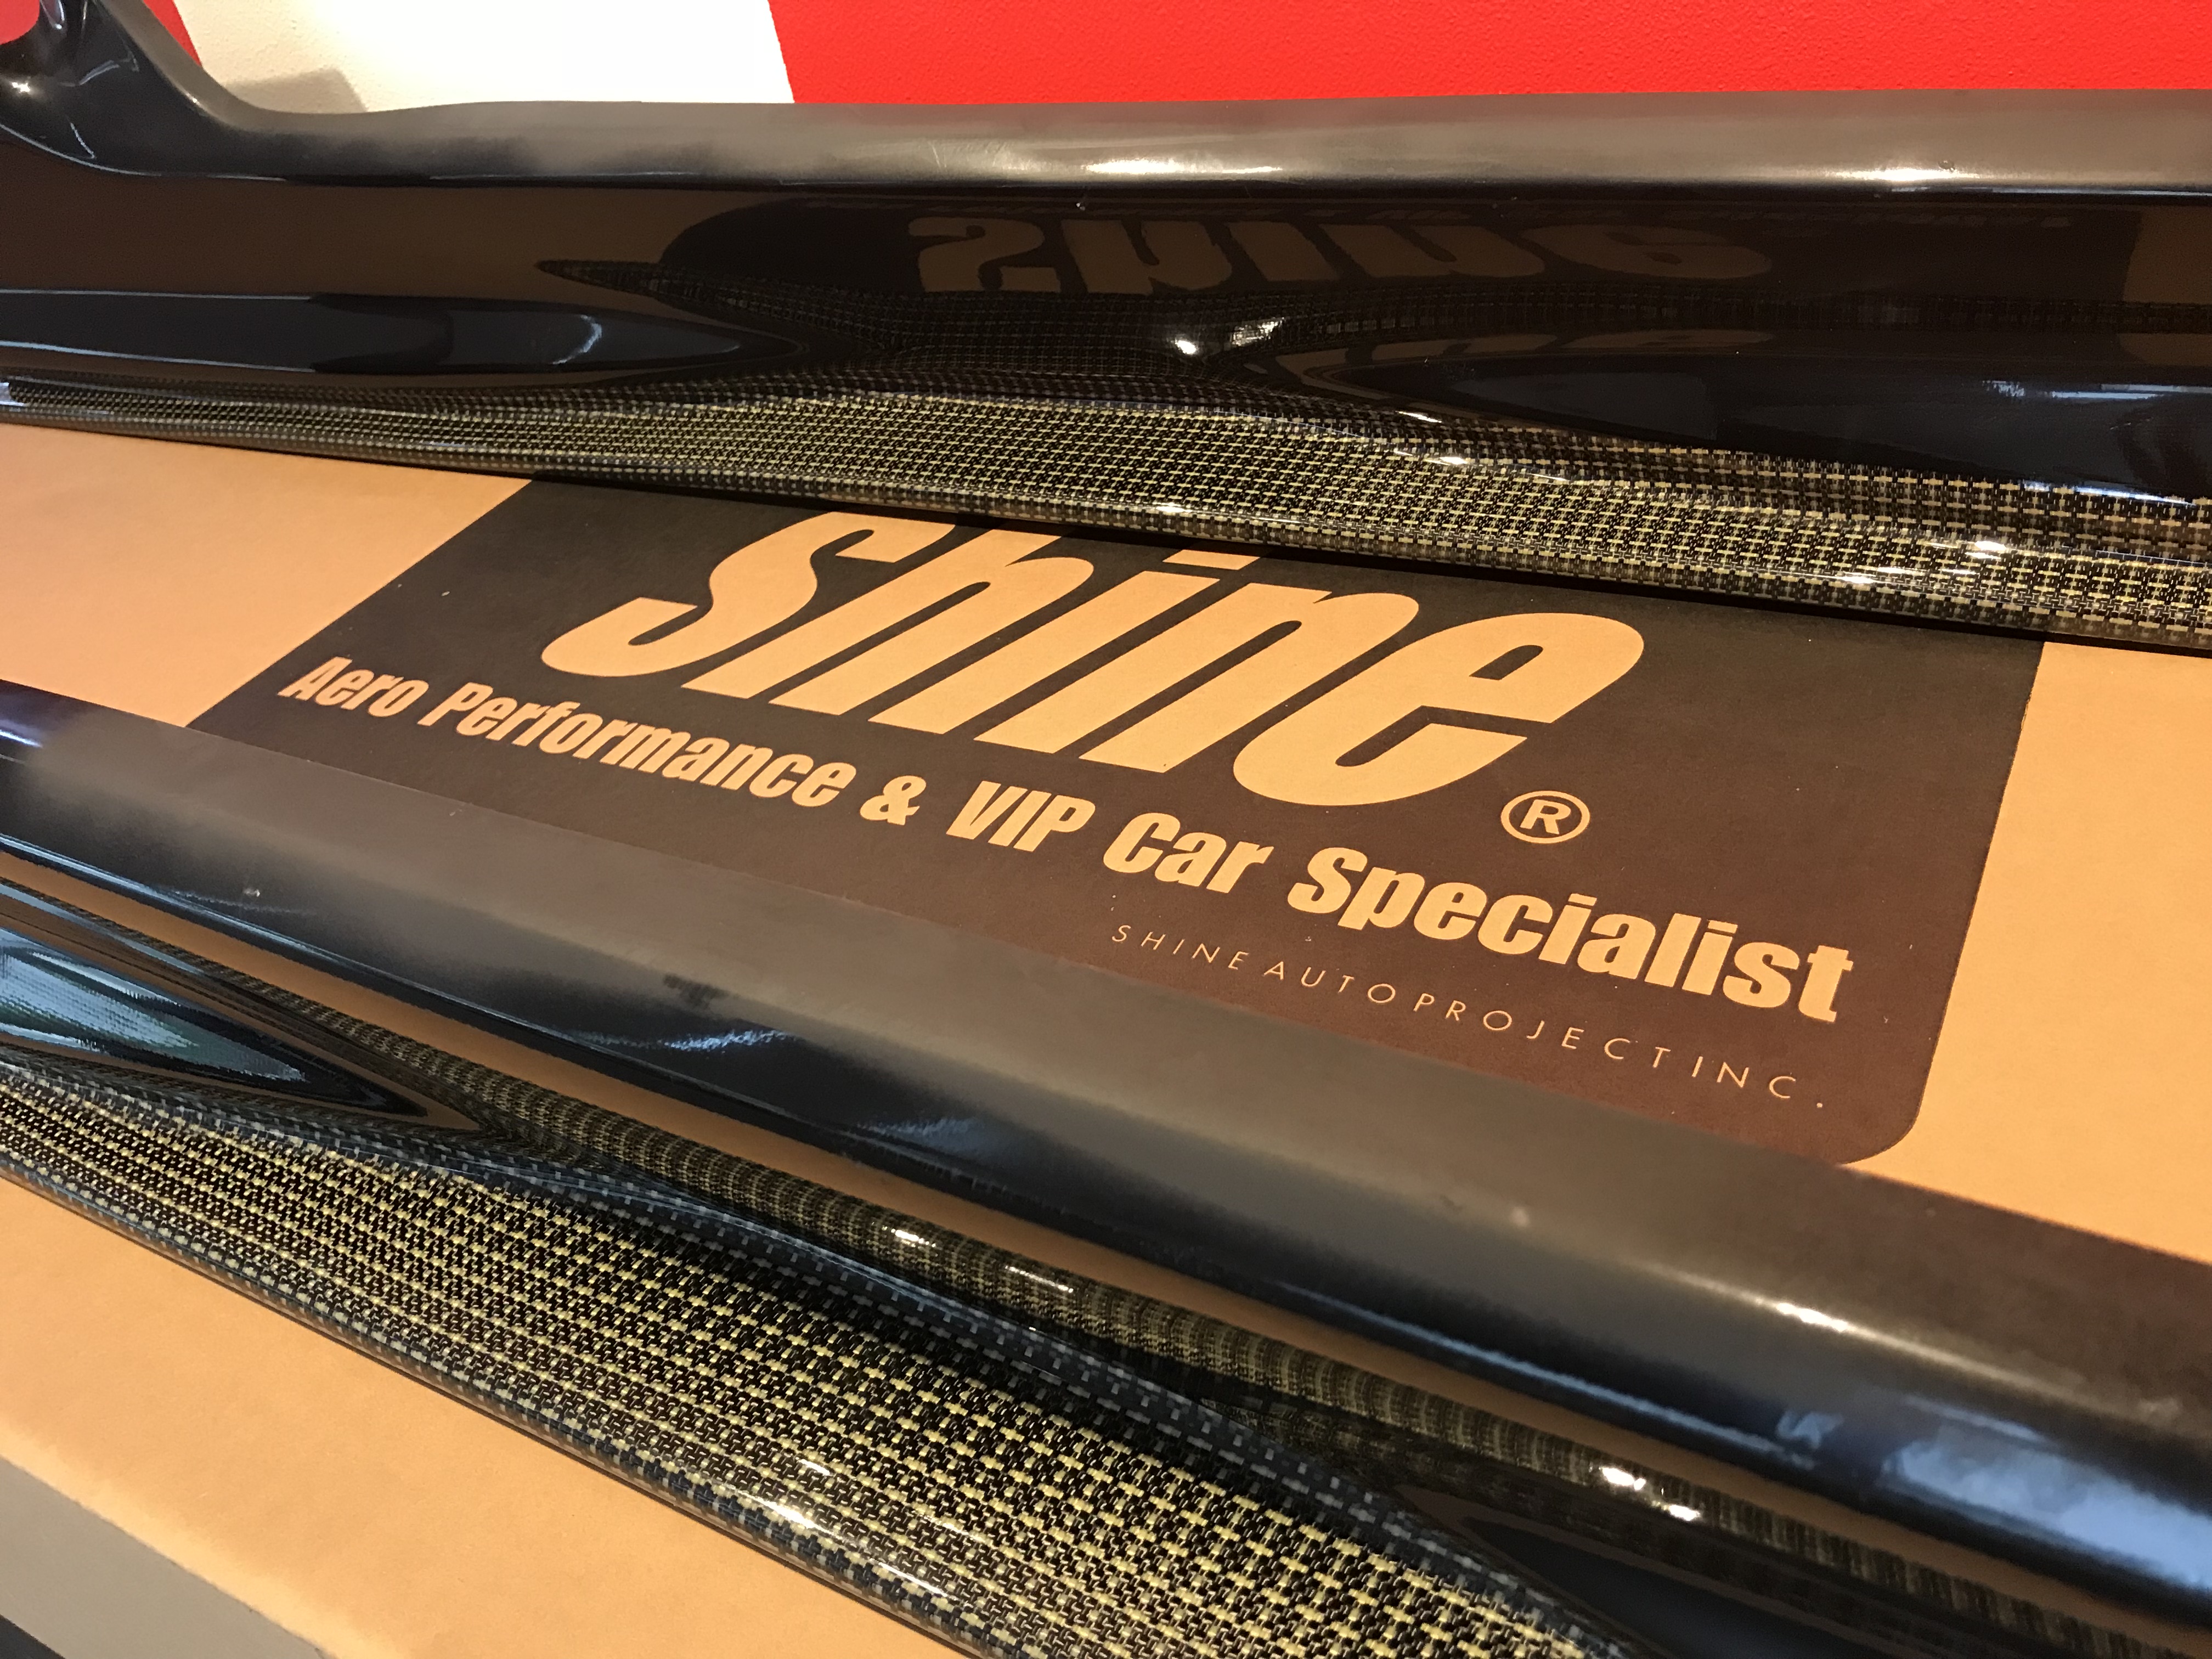 shine®
Aero Performance & VIP Car Specialist
SHINE AUTO PROJECT INC.